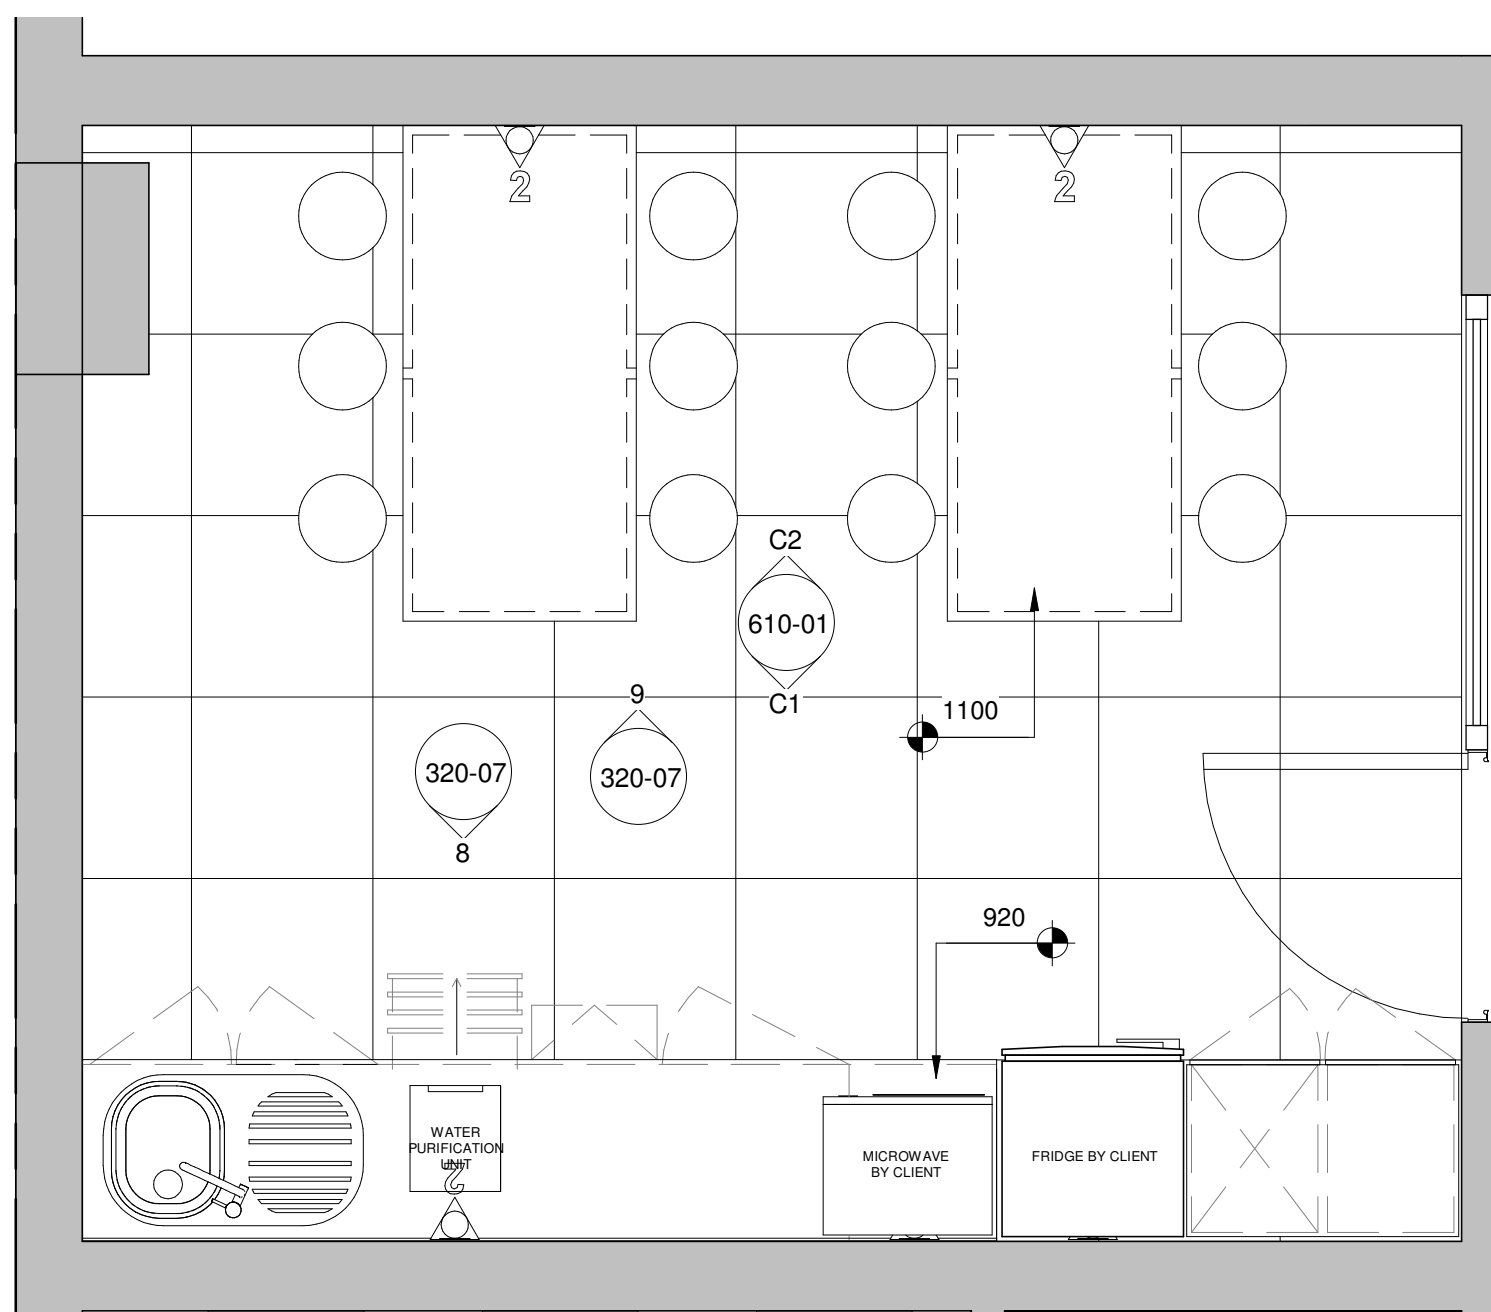 2
2
C2
610-01
C1
9
1100
320-07
320-07
8
920
WATER
PURIFICATION
UNIT
2
MICROWAVE
BY CLIENT
FRIDGE BY CLIENT